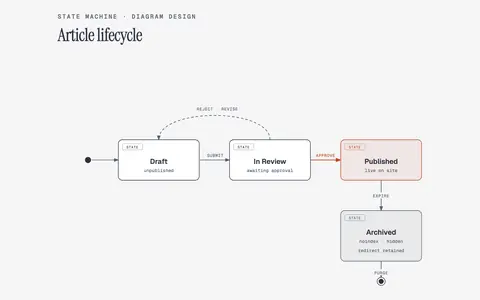 STATE MACHINE · DIAGRAM DESIGN
Article lifecycle
REJECT · REVISE
STATE
Draft
unpublished
SUBMIT
STATE
In Review
awaiting approval
APPROVE
STATE
Published
live on site
EXPIRE
STATE
Archived
noindex · hidden
redirect retained
PURGE